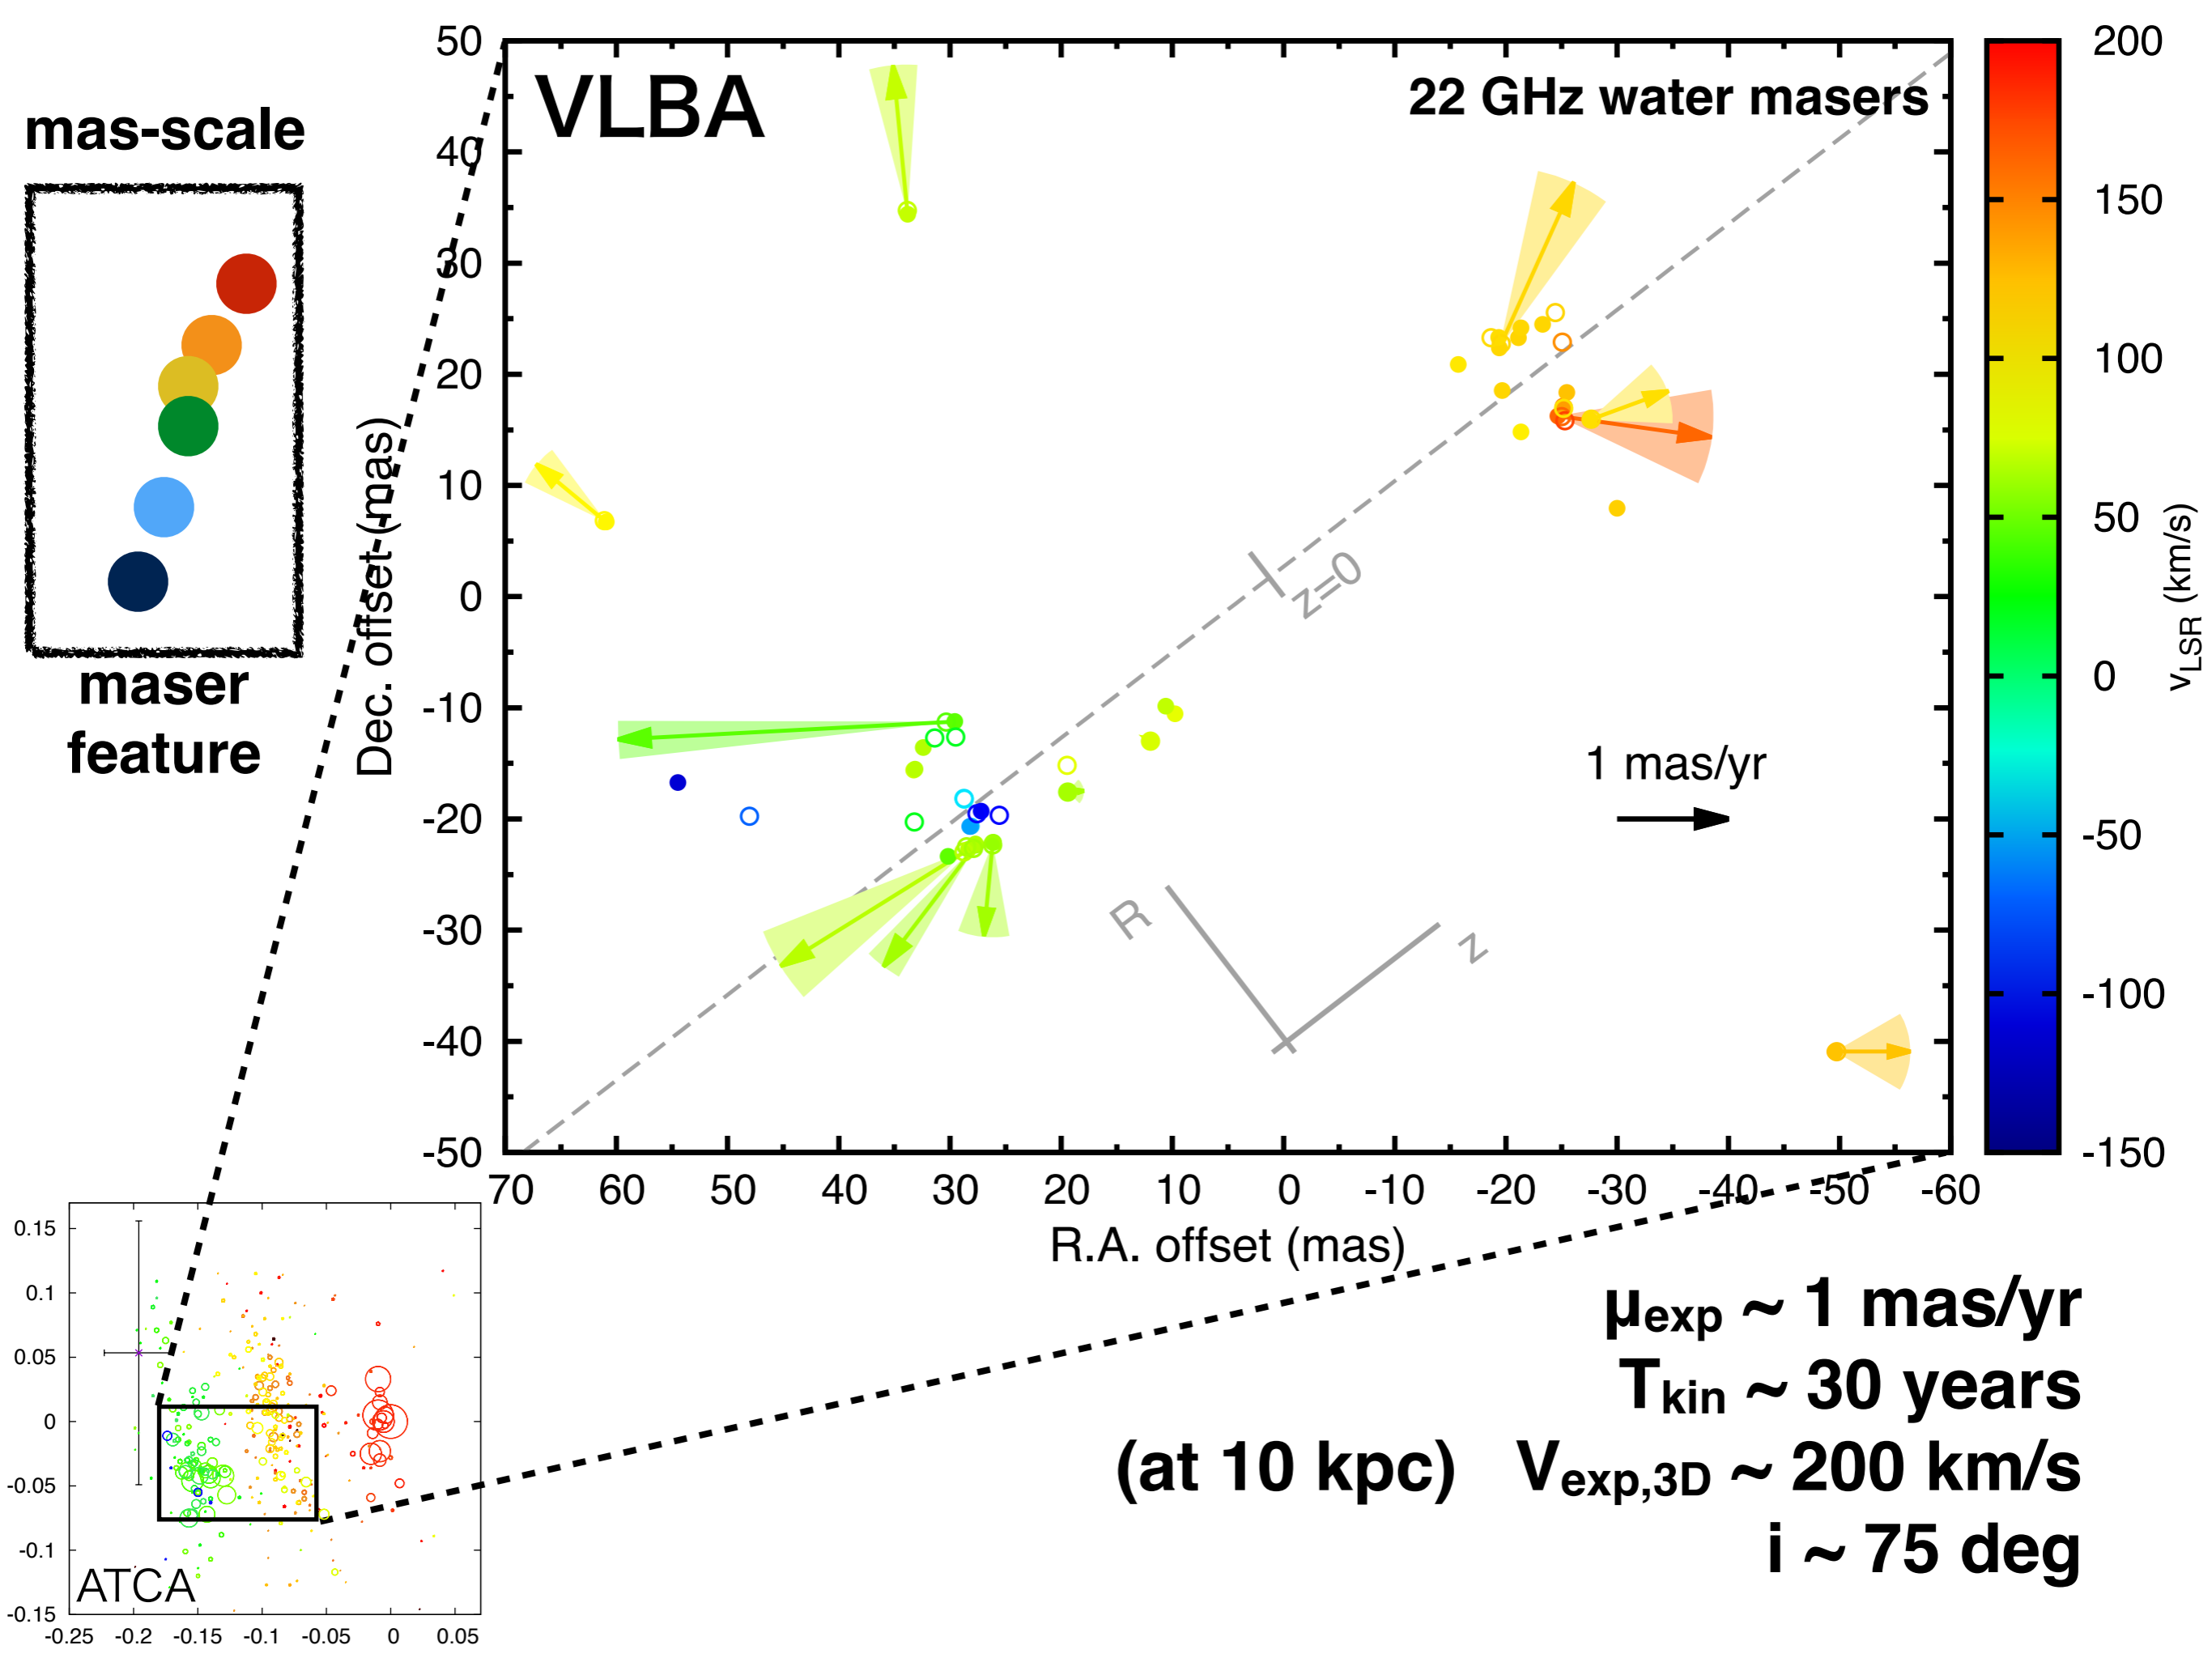 mas-scale
maser
feature
VLBA
22 GHz water masers
50
40
30
20
10
0
-10
-20
-30
-40
-50
Dec. offset (mas)
70 60 50 40 30 20 10 0 -10 -20 -30 -40 -50 -60
R.A. offset (mas)
z=0
1 mas/yr
R
z
200
150
100
50
0
-50
-100
-150
vLSR (km/s)
0.15
0.1
0.05
0
-0.05
-0.1
-0.15
ATCA
-0.25 -0.2 -0.15 -0.1 -0.05 0 0.05
μexp ~ 1 mas/yr
Tkin ~ 30 years
(at 10 kpc) Vexp,3D ~ 200 km/s
i ~ 75 deg